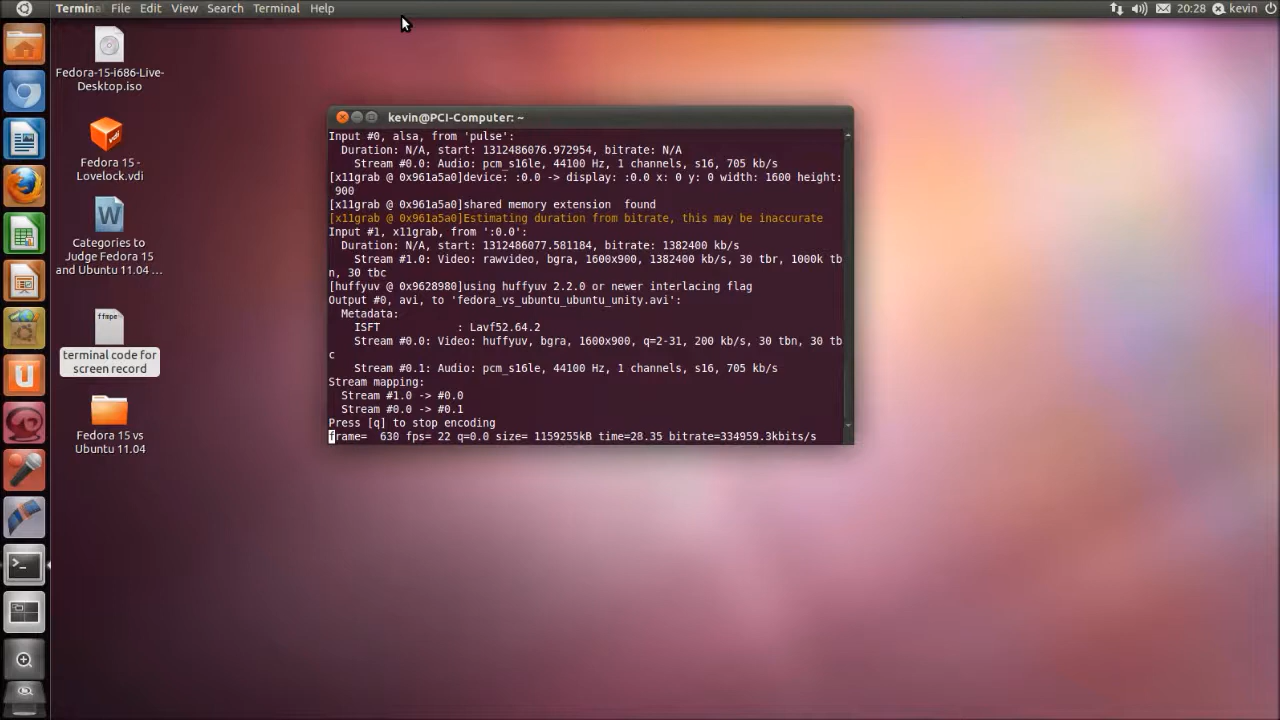 Termina File Edit View Search Terminal Help
20:28 kevin
Fedora-15-i686-Live-
Desktop.iso
Fedora 15 -
Lovelock.vdi
Categories to
Judge Fedora 15
and Ubuntu 11.04 ...
ffmpe
terminal code for
screen record
Fedora 15 vs
Ubuntu 11.04
kevin@PCI-Computer: ~
Input #0, alsa, from 'pulse':
Duration: N/A, start: 1312486076.972954, bitrate: N/A
Stream #0.0: Audio: pcm_s16le, 44100 Hz, 1 channels, s16, 705 kb/s
[x11grab @ 0x961a5a0]device: :0.0 -> display: :0.0 x: 0 y: 0 width: 1600 height:
900
[x11grab @ 0x961a5a0]shared memory extension  found
[x11grab @ 0x961a5a0]Estimating duration from bitrate, this may be inaccurate
Input #1, x11grab, from ':0.0':
Duration: N/A, start: 1312486077.581184, bitrate: 1382400 kb/s
Stream #1.0: Video: rawvideo, bgra, 1600x900, 1382400 kb/s, 30 tbr, 1000k tb
n, 30 tbc
[huffyuv @ 0x9628980]using huffyuv 2.2.0 or newer interlacing flag
Output #0, avi, to 'fedora_vs_ubuntu_ubuntu_unity.avi':
Metadata:
ISFT            : Lavf52.64.2
Stream #0.0: Video: huffyuv, bgra, 1600x900, q=2-31, 200 kb/s, 30 tbn, 30 tb
c
Stream #0.1: Audio: pcm_s16le, 44100 Hz, 1 channels, s16, 705 kb/s
Stream mapping:
Stream #1.0 -> #0.0
Stream #0.0 -> #0.1
Press [q] to stop encoding
frame=  630 fps= 22 q=0.0 size= 1159255kB time=28.35 bitrate=334959.3kbits/s